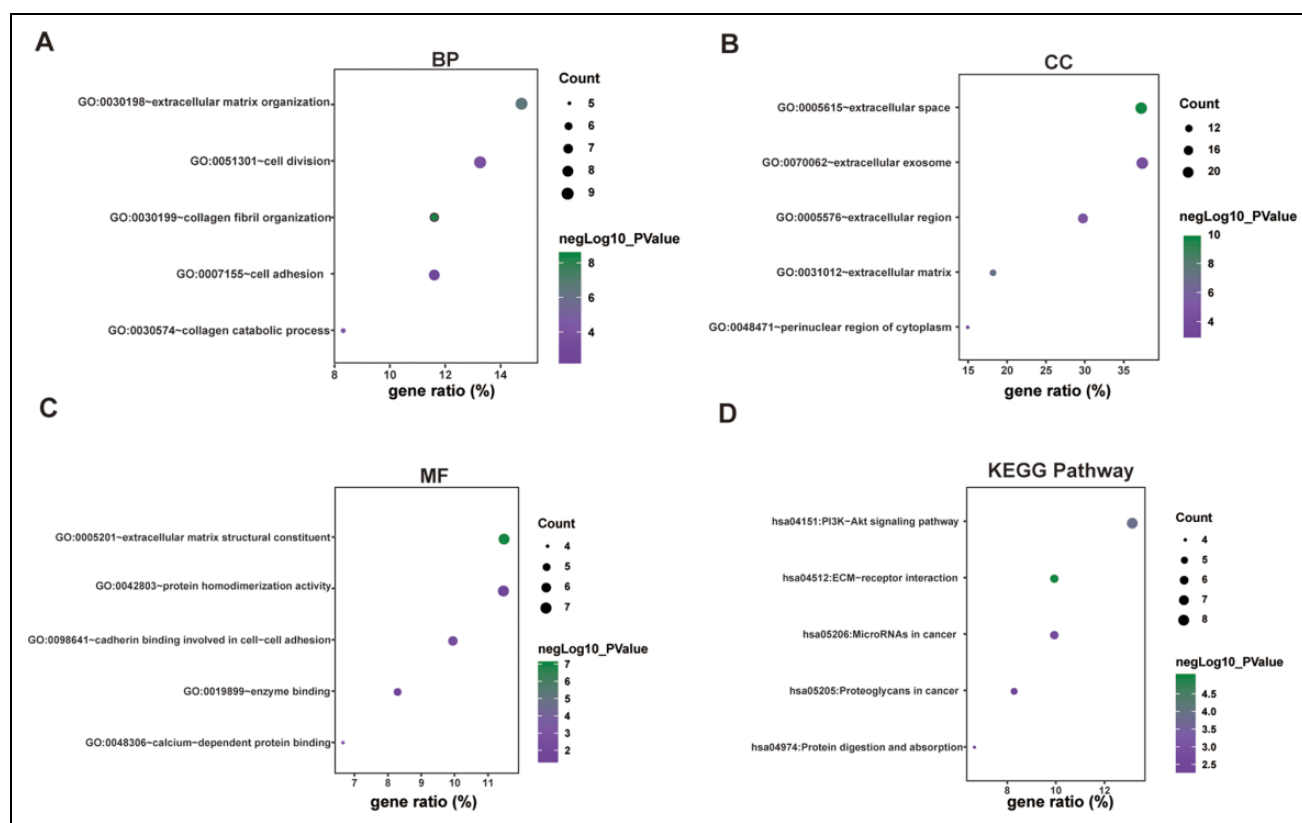 A
BP
GO:0030198~extracellular matrix organization
GO:0051301~cell division
GO:0030199~collagen fibril organization
GO:0007155~cell adhesion
GO:0030574~collagen catabolic process
8 10 12 14
gene ratio (%)
Count
5
6
7
8
9
negLog10_PValue
8
6
4
B
CC
GO:0005615~extracellular space
GO:0070062~extracellular exosome
GO:0005576~extracellular region
GO:0031012~extracellular matrix
GO:0048471~perinuclear region of cytoplasm
15 20 25 30 35
gene ratio (%)
Count
12
16
20
negLog10_PValue
10
8
6
4
C
MF
GO:0005201~extracellular matrix structural constituent
GO:0042803~protein homodimerization activity
GO:0098641~cadherin binding involved in cell−cell adhesion
GO:0019899~enzyme binding
GO:0048306~calcium−dependent protein binding
7 8 9 10 11
gene ratio (%)
Count
4
5
6
7
negLog10_PValue
7
6
5
4
3
2
D
KEGG Pathway
hsa04151:PI3K−Akt signaling pathway
hsa04512:ECM−receptor interaction
hsa05206:MicroRNAs in cancer
hsa05205:Proteoglycans in cancer
hsa04974:Protein digestion and absorption
8 10 12
gene ratio (%)
Count
4
5
6
7
8
negLog10_PValue
4.5
4.0
3.5
3.0
2.5